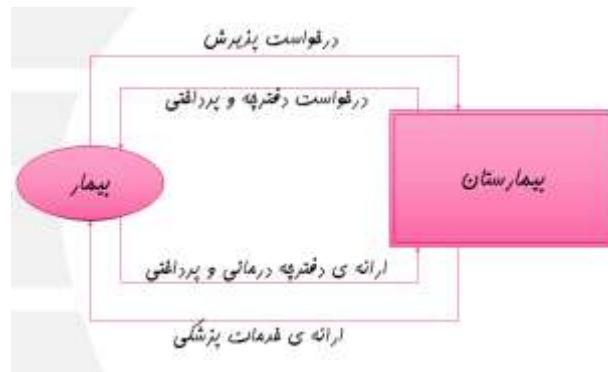 درخواست پذیرش
درخواست دفترچه و پرداختی
بیمار
بیمارستان
ارائه ی دفترچه درمانی و پرداختی
ارائه ی خدمات پزشکی